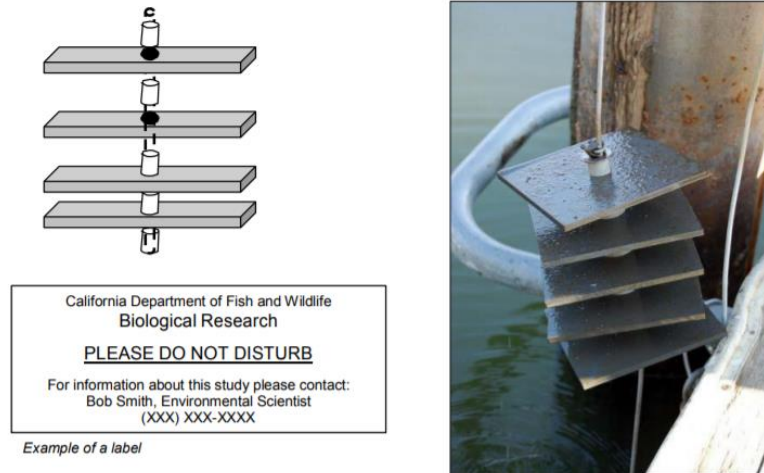 California Department of Fish and Wildlife
Biological Research
PLEASE DO NOT DISTURB
For information about this study please contact:
Bob Smith, Environmental Scientist
(XXX) XXX-XXXX
Example of a label